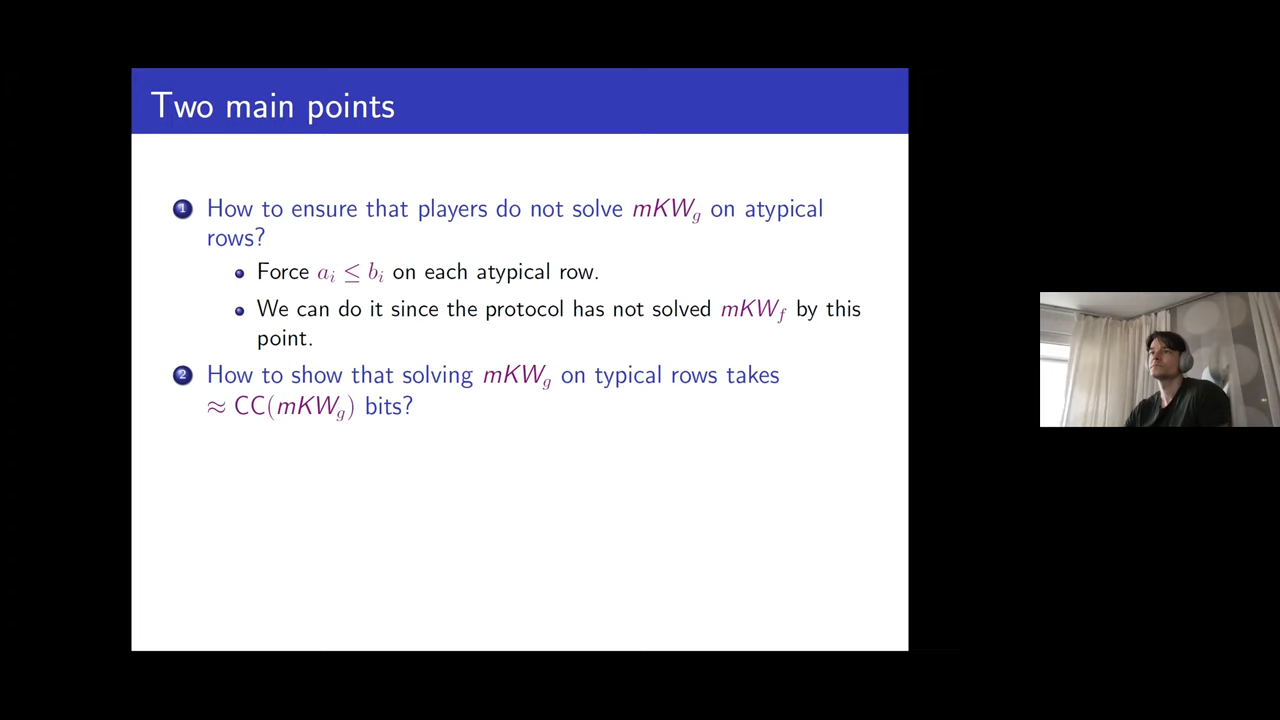 Two main points
1 How to ensure that players do not solve mKW_g on atypical
rows?
• Force a_i ≤ b_i on each atypical row.
• We can do it since the protocol has not solved mKW_f by this
point.
2 How to show that solving mKW_g on typical rows takes
≈ CC(mKW_g) bits?